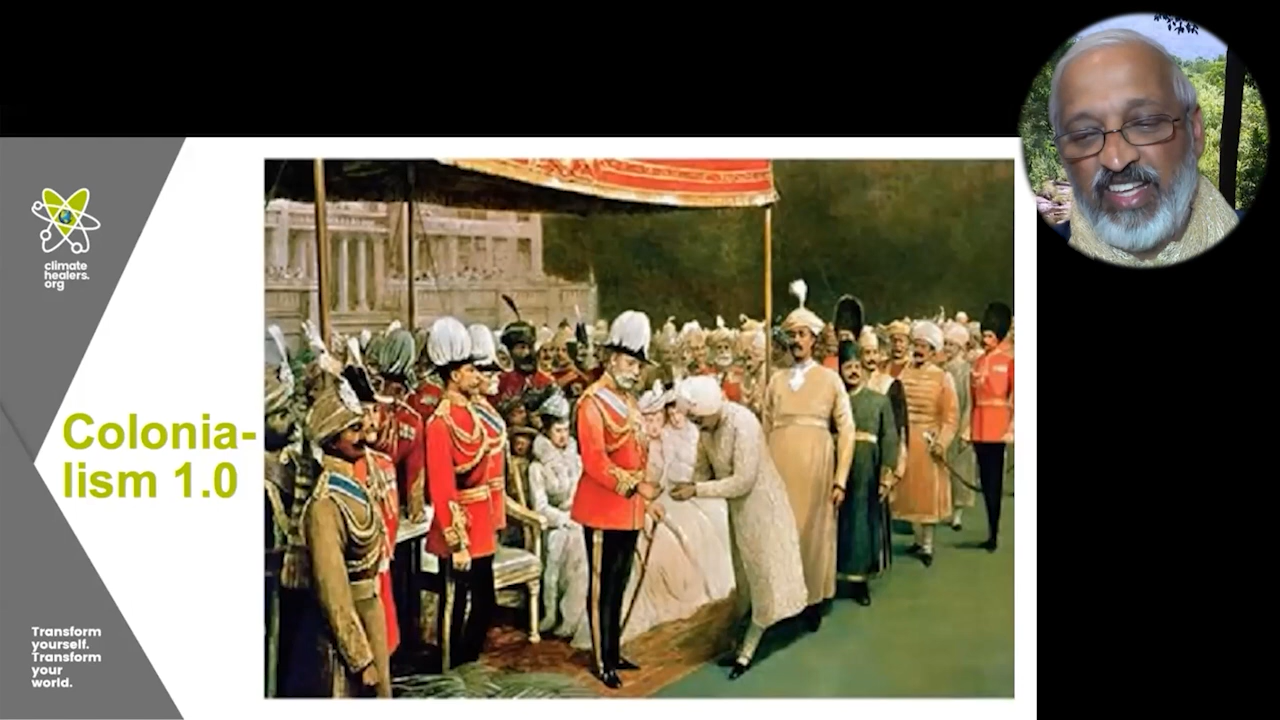 climate
healers.
org
Colonia-
lism 1.0
Transform
yourself.
Transform
your
world.